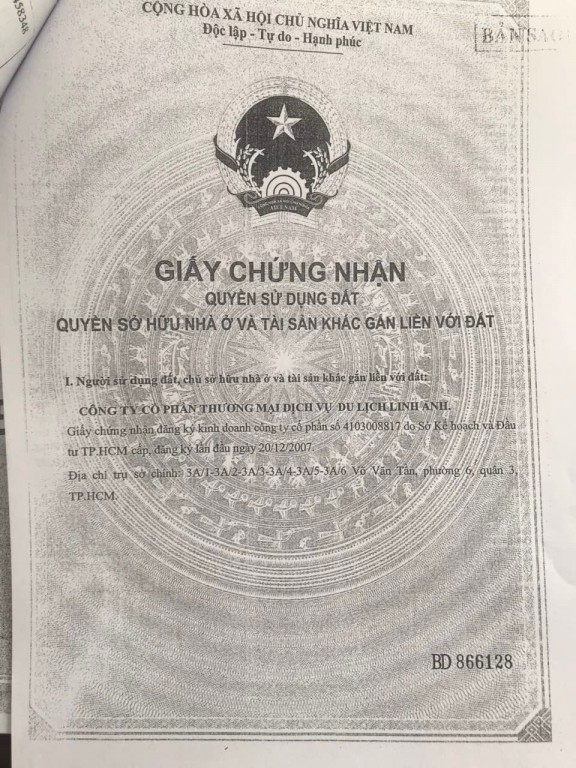 58348
CỘNG HÒA XÃ HỘI CHỦ NGHĨA VIỆT NAM
Độc lập - Tự do - Hạnh phúc
BẢN SAO
GIẤY CHỨNG NHẬN
QUYỀN SỬ DỤNG ĐẤT
QUYỀN SỞ HỮU NHÀ Ở VÀ TÀI SẢN KHÁC GẮN LIỀN VỚI ĐẤT
I. Người sử dụng đất, chủ sở hữu nhà ở và tài sản khác gắn liền với đất:
CÔNG TY CỔ PHẦN THƯƠNG MẠI DỊCH VỤ DU LỊCH LINH ANH.
Giấy chứng nhận đăng ký kinh doanh công ty cổ phần số 4103008817 do Sở Kế hoạch và Đầu
tư TP.HCM cấp, đăng ký lần đầu ngày 20/12/2007.
Địa chỉ trụ sở chính: 3A/1-3A/2-3A/3-3A/4-3A/5-3A/6 Võ Văn Tần, phường 6, quận 3,
TP.HCM.
BD 866128